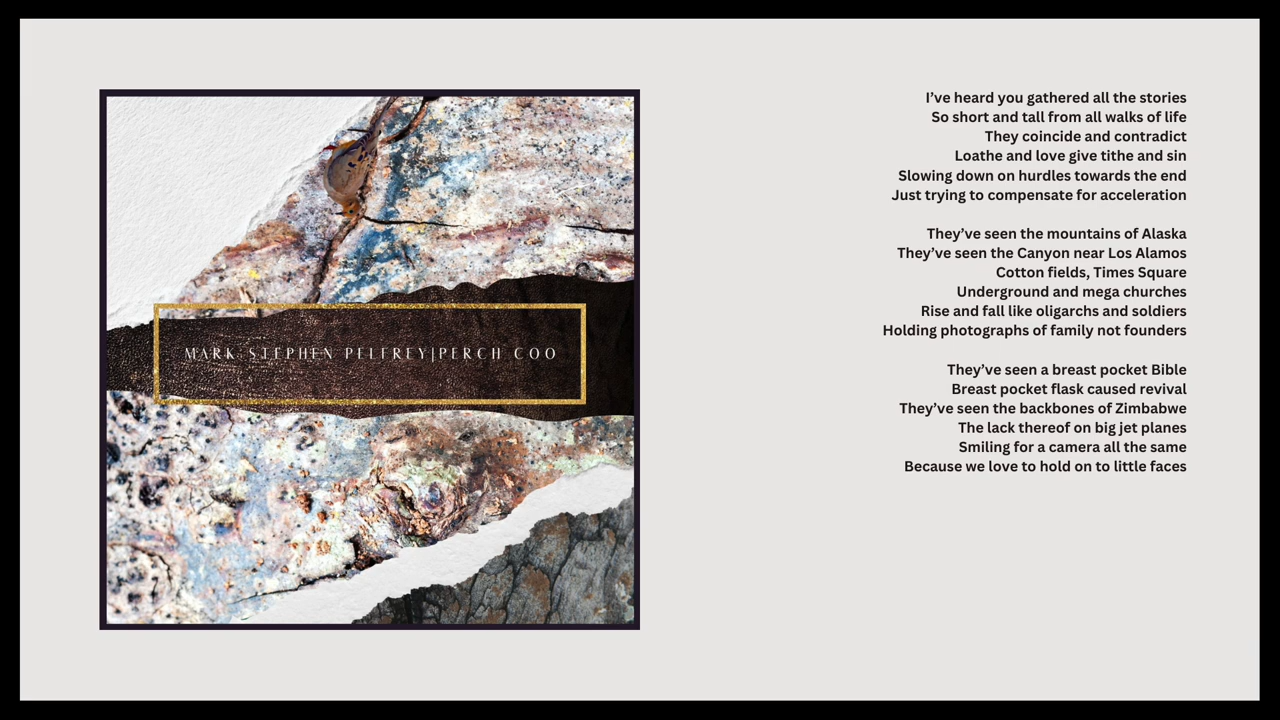 MARK STEPHEN PELFREY|PERCH COO
I've heard you gathered all the stories
So short and tall from all walks of life
They coincide and contradict
Loathe and love give tithe and sin
Slowing down on hurdles towards the end
Just trying to compensate for acceleration
They've seen the mountains of Alaska
They've seen the Canyon near Los Alamos
Cotton fields, Times Square
Underground and mega churches
Rise and fall like oligarchs and soldiers
Holding photographs of family not founders
They've seen a breast pocket Bible
Breast pocket flask caused revival
They've seen the backbones of Zimbabwe
The lack thereof on big jet planes
Smiling for a camera all the same
Because we love to hold on to little faces